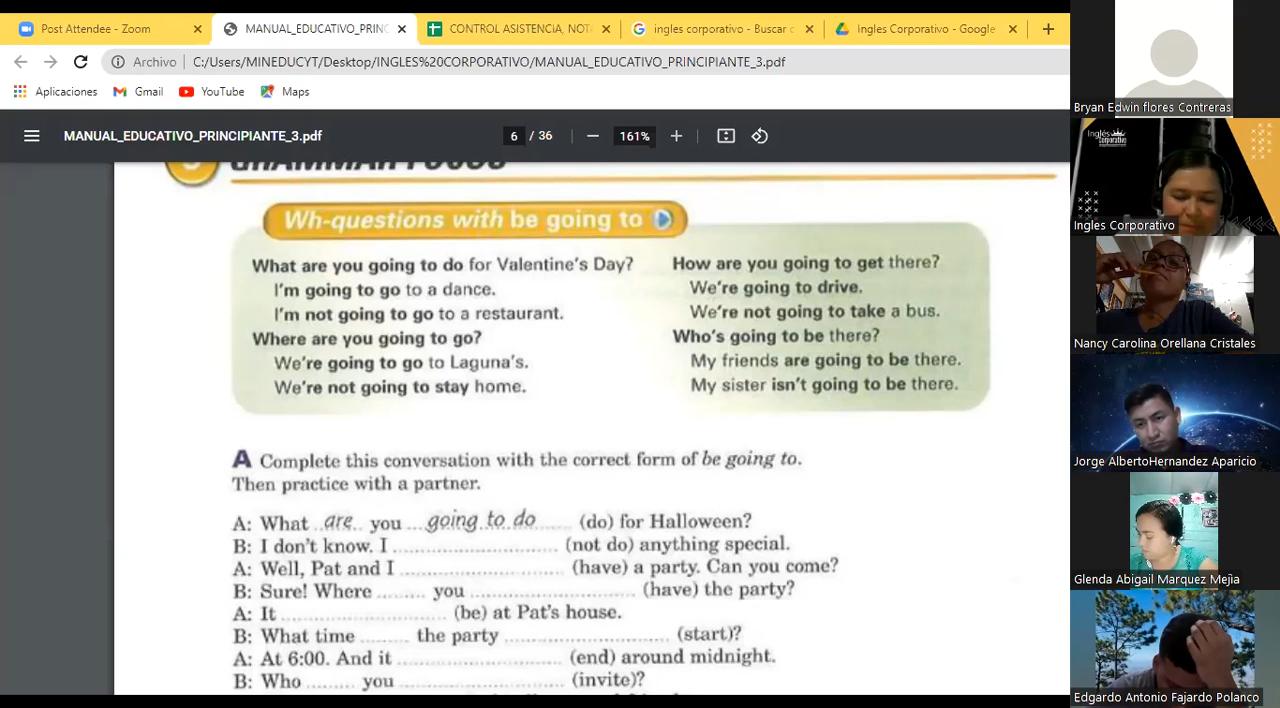 Post Attendee - Zoom
MANUAL_EDUCATIVO_PRINC
CONTROL ASISTENCIA, NOTA
ingles corporativo - Buscar c
Ingles Corporativo - Google
Archivo
C:/Users/MINEDUCYT/Desktop/INGLES%20CORPORATIVO/MANUAL_EDUCATIVO_PRINCIPIANTE_3.pdf
Aplicaciones
Gmail
YouTube
Maps
MANUAL_EDUCATIVO_PRINCIPIANTE_3.pdf
6 / 36
161%
GRAMMAR FOCUS
Wh-questions with be going to
What are you going to do for Valentine's Day?
I'm going to go to a dance.
I'm not going to go to a restaurant.
Where are you going to go?
We're going to go to Laguna's.
We're not going to stay home.
How are you going to get there?
We're going to drive.
We're not going to take a bus.
Who's going to be there?
My friends are going to be there.
My sister isn't going to be there.
A Complete this conversation with the correct form of be going to.
Then practice with a partner.
A: What ..are.. you ....going..to..do...... (do) for Halloween?
B: I don't know. I .............................. (not do) anything special.
A: Well, Pat and I .............................. (have) a party. Can you come?
B: Sure! Where ......... you .............................. (have) the party?
A: It .............................. (be) at Pat's house.
B: What time ......... the party .............................. (start)?
A: At 6:00. And it .............................. (end) around midnight.
B: Who ......... you .............................. (invite)?
Bryan Edwin flores Contreras
Inglés
Corporativo
Ingles Corporativo
Nancy Carolina Orellana Cristales
Jorge AlbertoHernandez Aparicio
Glenda Abigail Marquez Mejia
Edgardo Antonio Fajardo Polanco